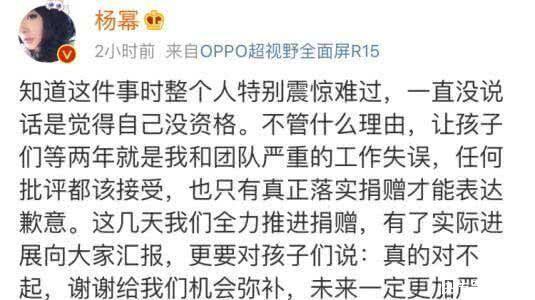 杨幂
2小时前 来自OPPO超视野全面屏R15
知道这件事时整个人特别震惊难过，一直没说
话是觉得自己没资格。不管什么理由，让孩子
们等两年就是我和团队严重的工作失误，任何
批评都该接受，也只有真正落实捐赠才能表达
歉意。这几天我们全力推进捐赠，有了实际进
展向大家汇报，更要对孩子们说：真的对不
起，谢谢给我们机会弥补，未来一定更加